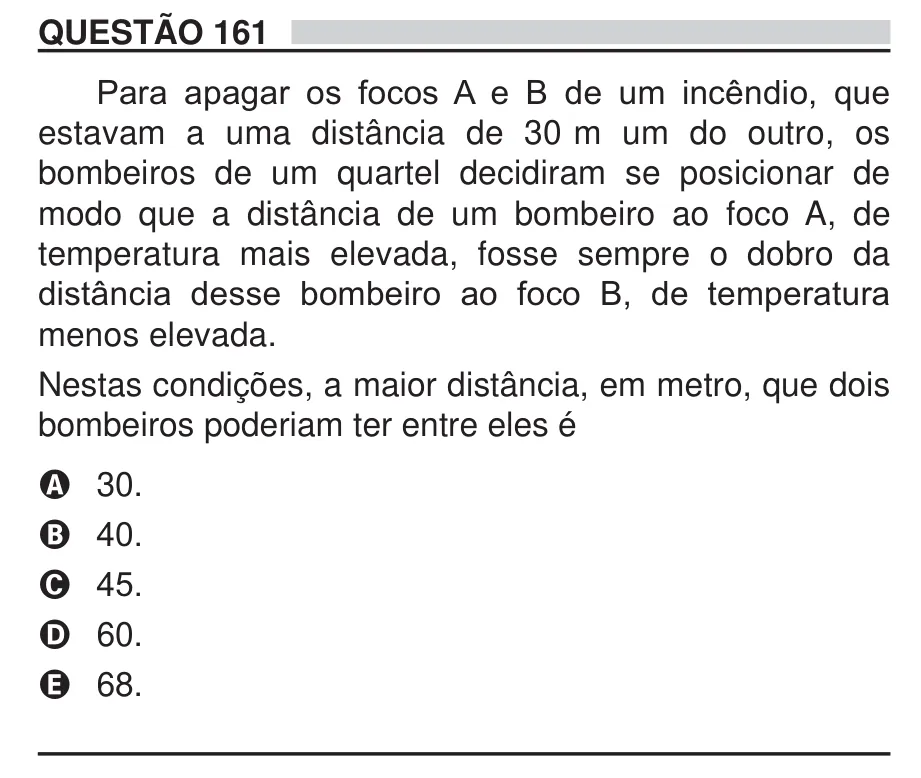 QUESTÃO 161
Para apagar os focos A e B de um incêndio, que
estavam a uma distância de 30 m um do outro, os
bombeiros de um quartel decidiram se posicionar de
modo que a distância de um bombeiro ao foco A, de
temperatura mais elevada, fosse sempre o dobro da
distância desse bombeiro ao foco B, de temperatura
menos elevada.
Nestas condições, a maior distância, em metro, que dois
bombeiros poderiam ter entre eles é
A 30.
B 40.
C 45.
D 60.
E 68.